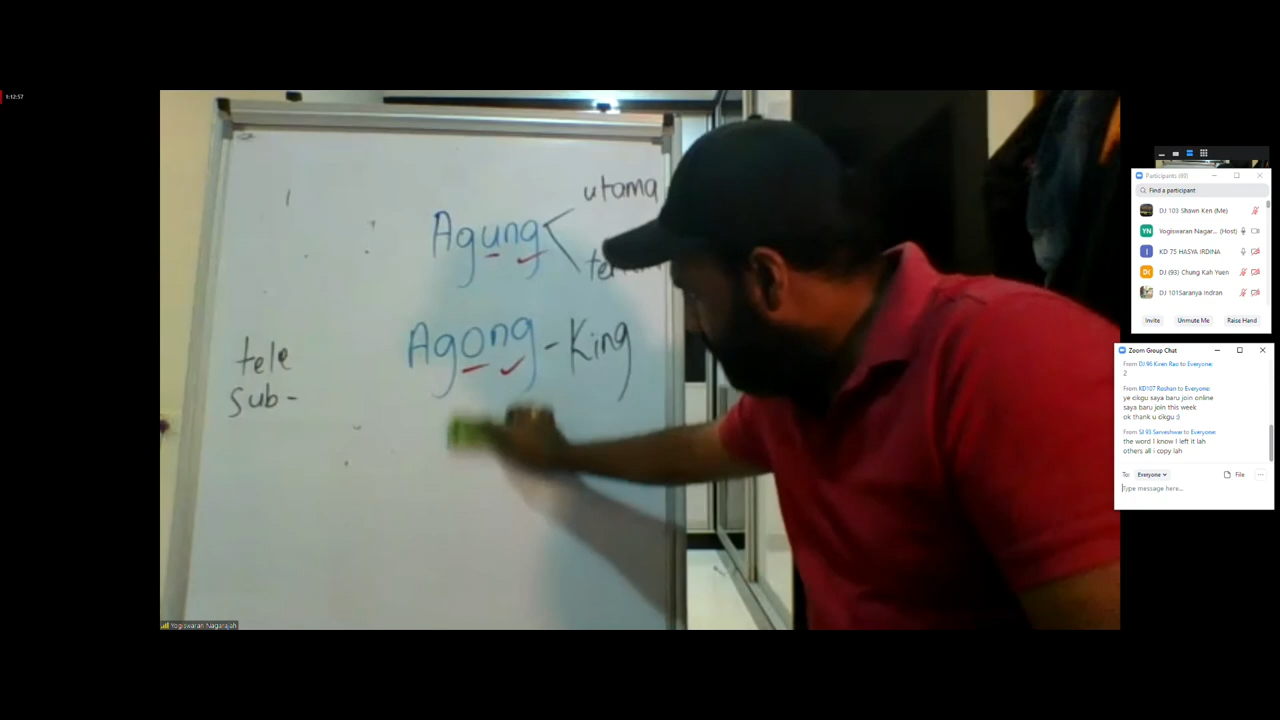 1:12:57
utoma
Agung
Agong - King
tele
sub -
Yogiswaran Nagarajah
Participants (60)
Find a participant
DJ 103 Shawn Ken (Me)
YN Yogiswaran Nagar... (Host)
I KD 75 HASYA IRDINA
DJ (93) Chung Kah Yuen
DJ 101Saranya Indran
Invite Unmute Me Raise Hand
Zoom Group Chat
From DJ 96 Kiren Rao to Everyone:
2
From KD107 Roshan to Everyone:
ye cikgu saya baru join online
saya baru join this week
ok thank u cikgu :)
From SJ 93 Sarveshwar to Everyone:
the word I know I left it lah
others all i copy lah
To: Everyone File ...
Type message here...